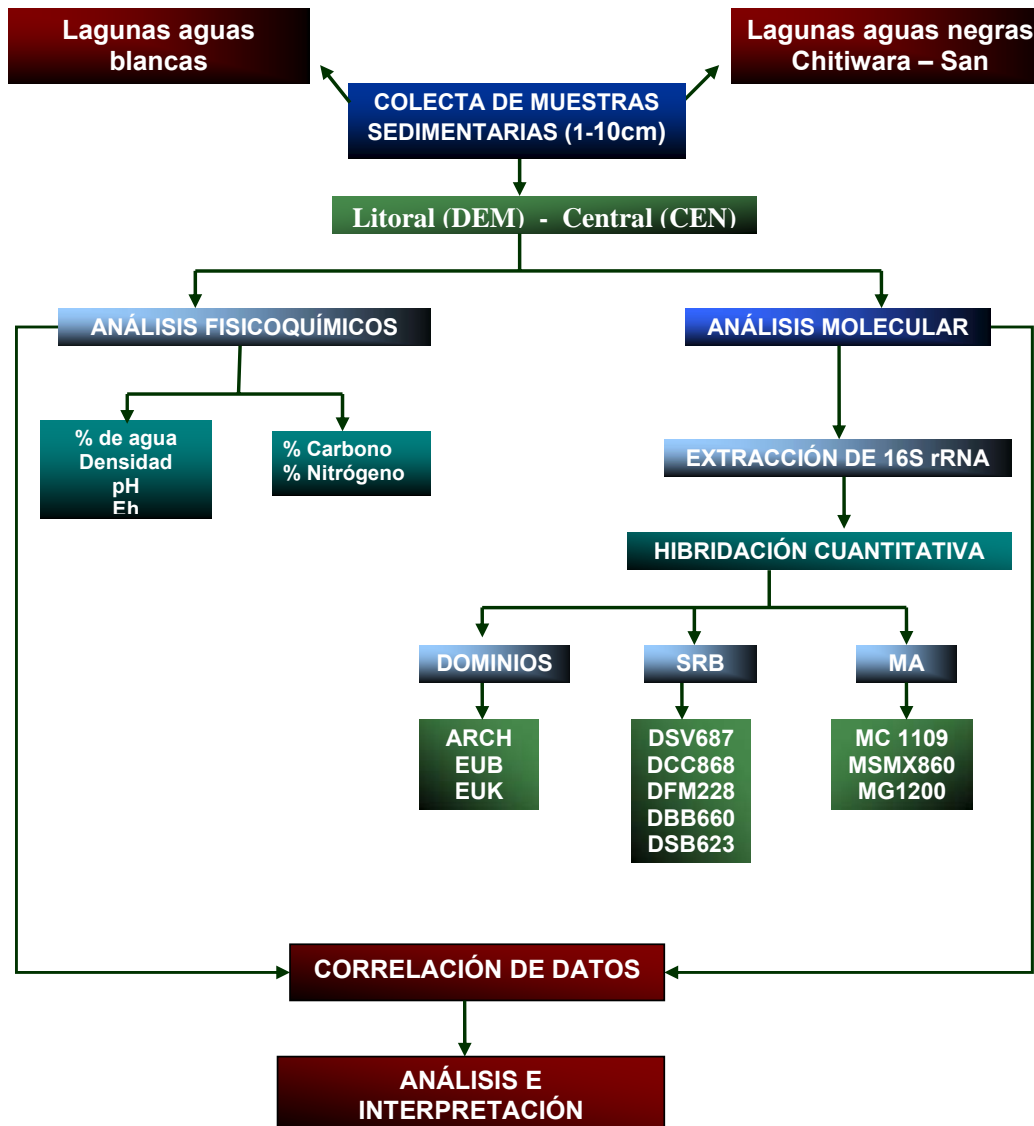 Lagunas aguas
blancas
Lagunas aguas negras
Chitiwara – San
COLECTA DE MUESTRAS
SEDIMENTARIAS (1-10cm)
Litoral (DEM) - Central (CEN)
ANÁLISIS FISICOQUÍMICOS
ANÁLISIS MOLECULAR
% de agua
Densidad
pH
Eh
% Carbono
% Nitrógeno
EXTRACCIÓN DE 16S rRNA
HIBRIDACIÓN CUANTITATIVA
DOMINIOS
SRB
MA
ARCH
EUB
EUK
DSV687
DCC868
DFM228
DBB660
DSB623
MC 1109
MSMX860
MG1200
CORRELACIÓN DE DATOS
ANÁLISIS E
INTERPRETACIÓN